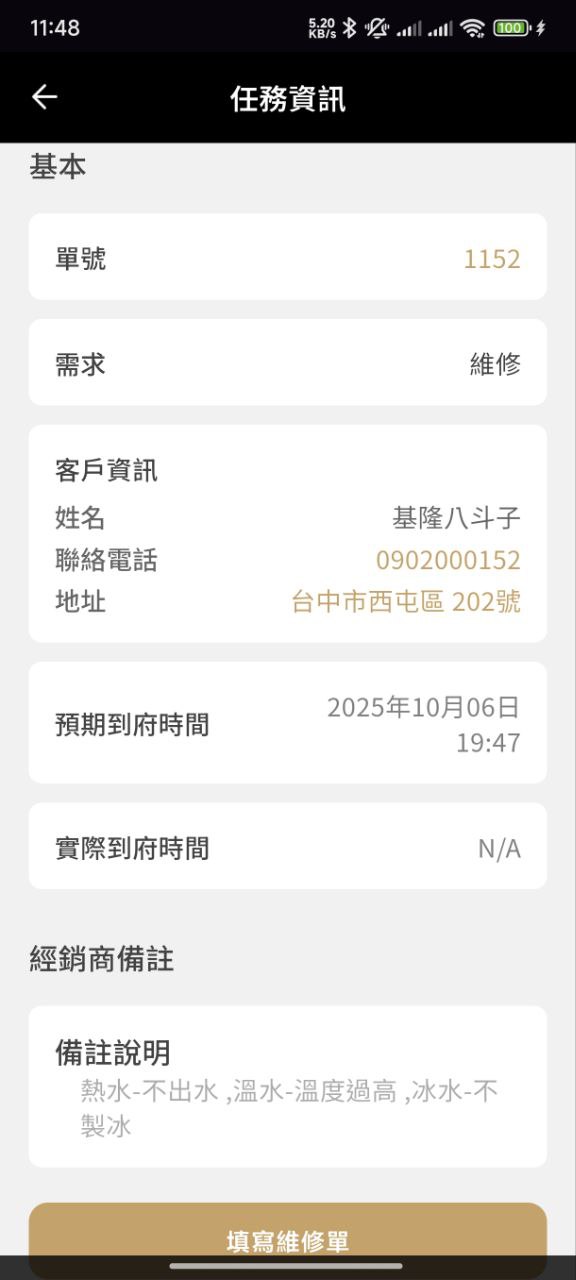 11:48
5.20
KB/s
100
任務資訊
基本
單號 1152
需求 維修
客戶資訊
姓名 基隆八斗子
聯絡電話 0902000152
地址 台中市西屯區 202號
預期到府時間 2025年10月06日
19:47
實際到府時間 N/A
經銷商備註
備註說明
熱水-不出水 ,溫水-溫度過高 ,冰水-不
製冰
填寫維修單